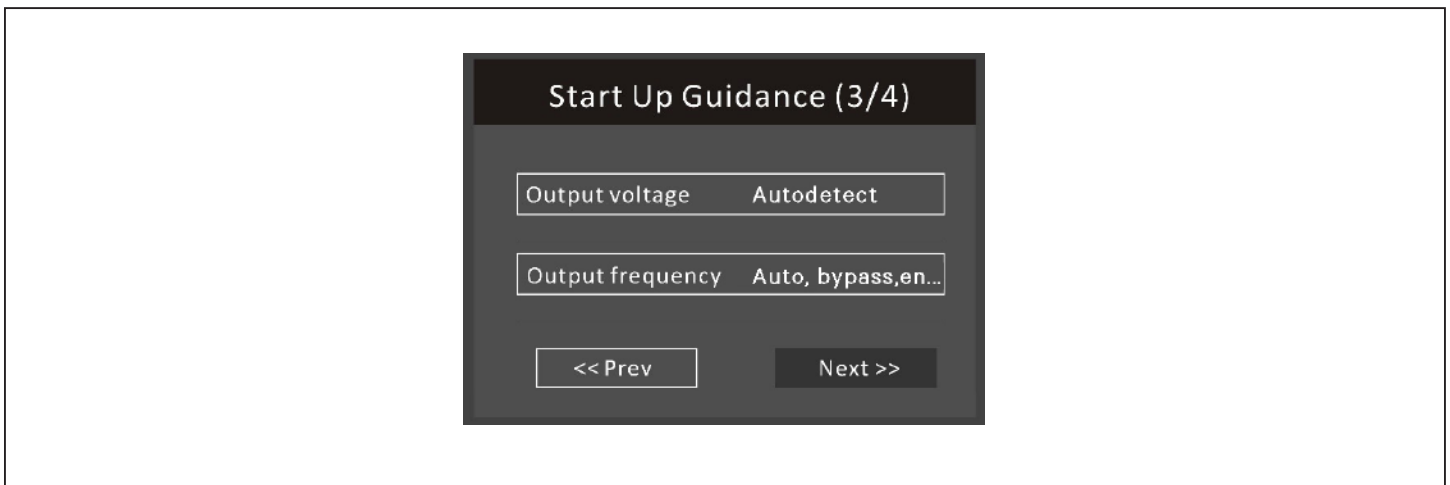 Start Up Guidance (3/4)
Output voltage Autodetect
Output frequency Auto, bypass,en...
<< Prev Next >>